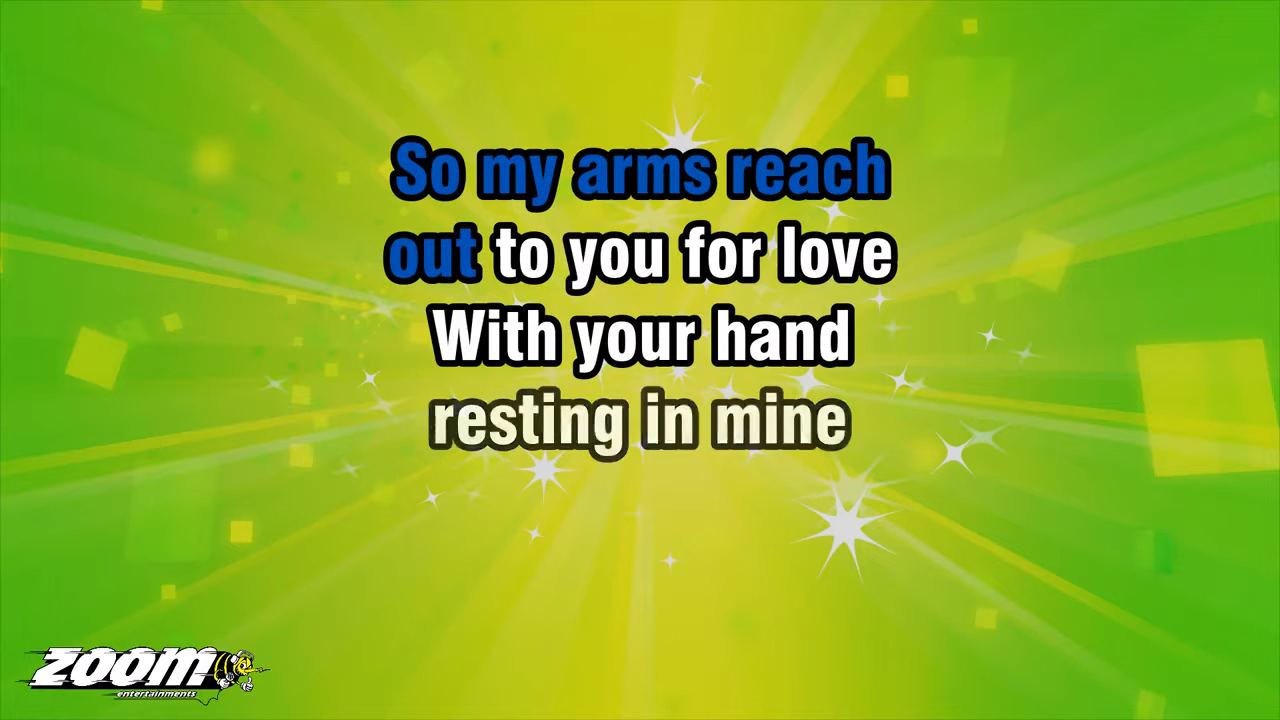 So my arms reach
out to you for love
With your hand
resting in mine
ZOOM
entertainments